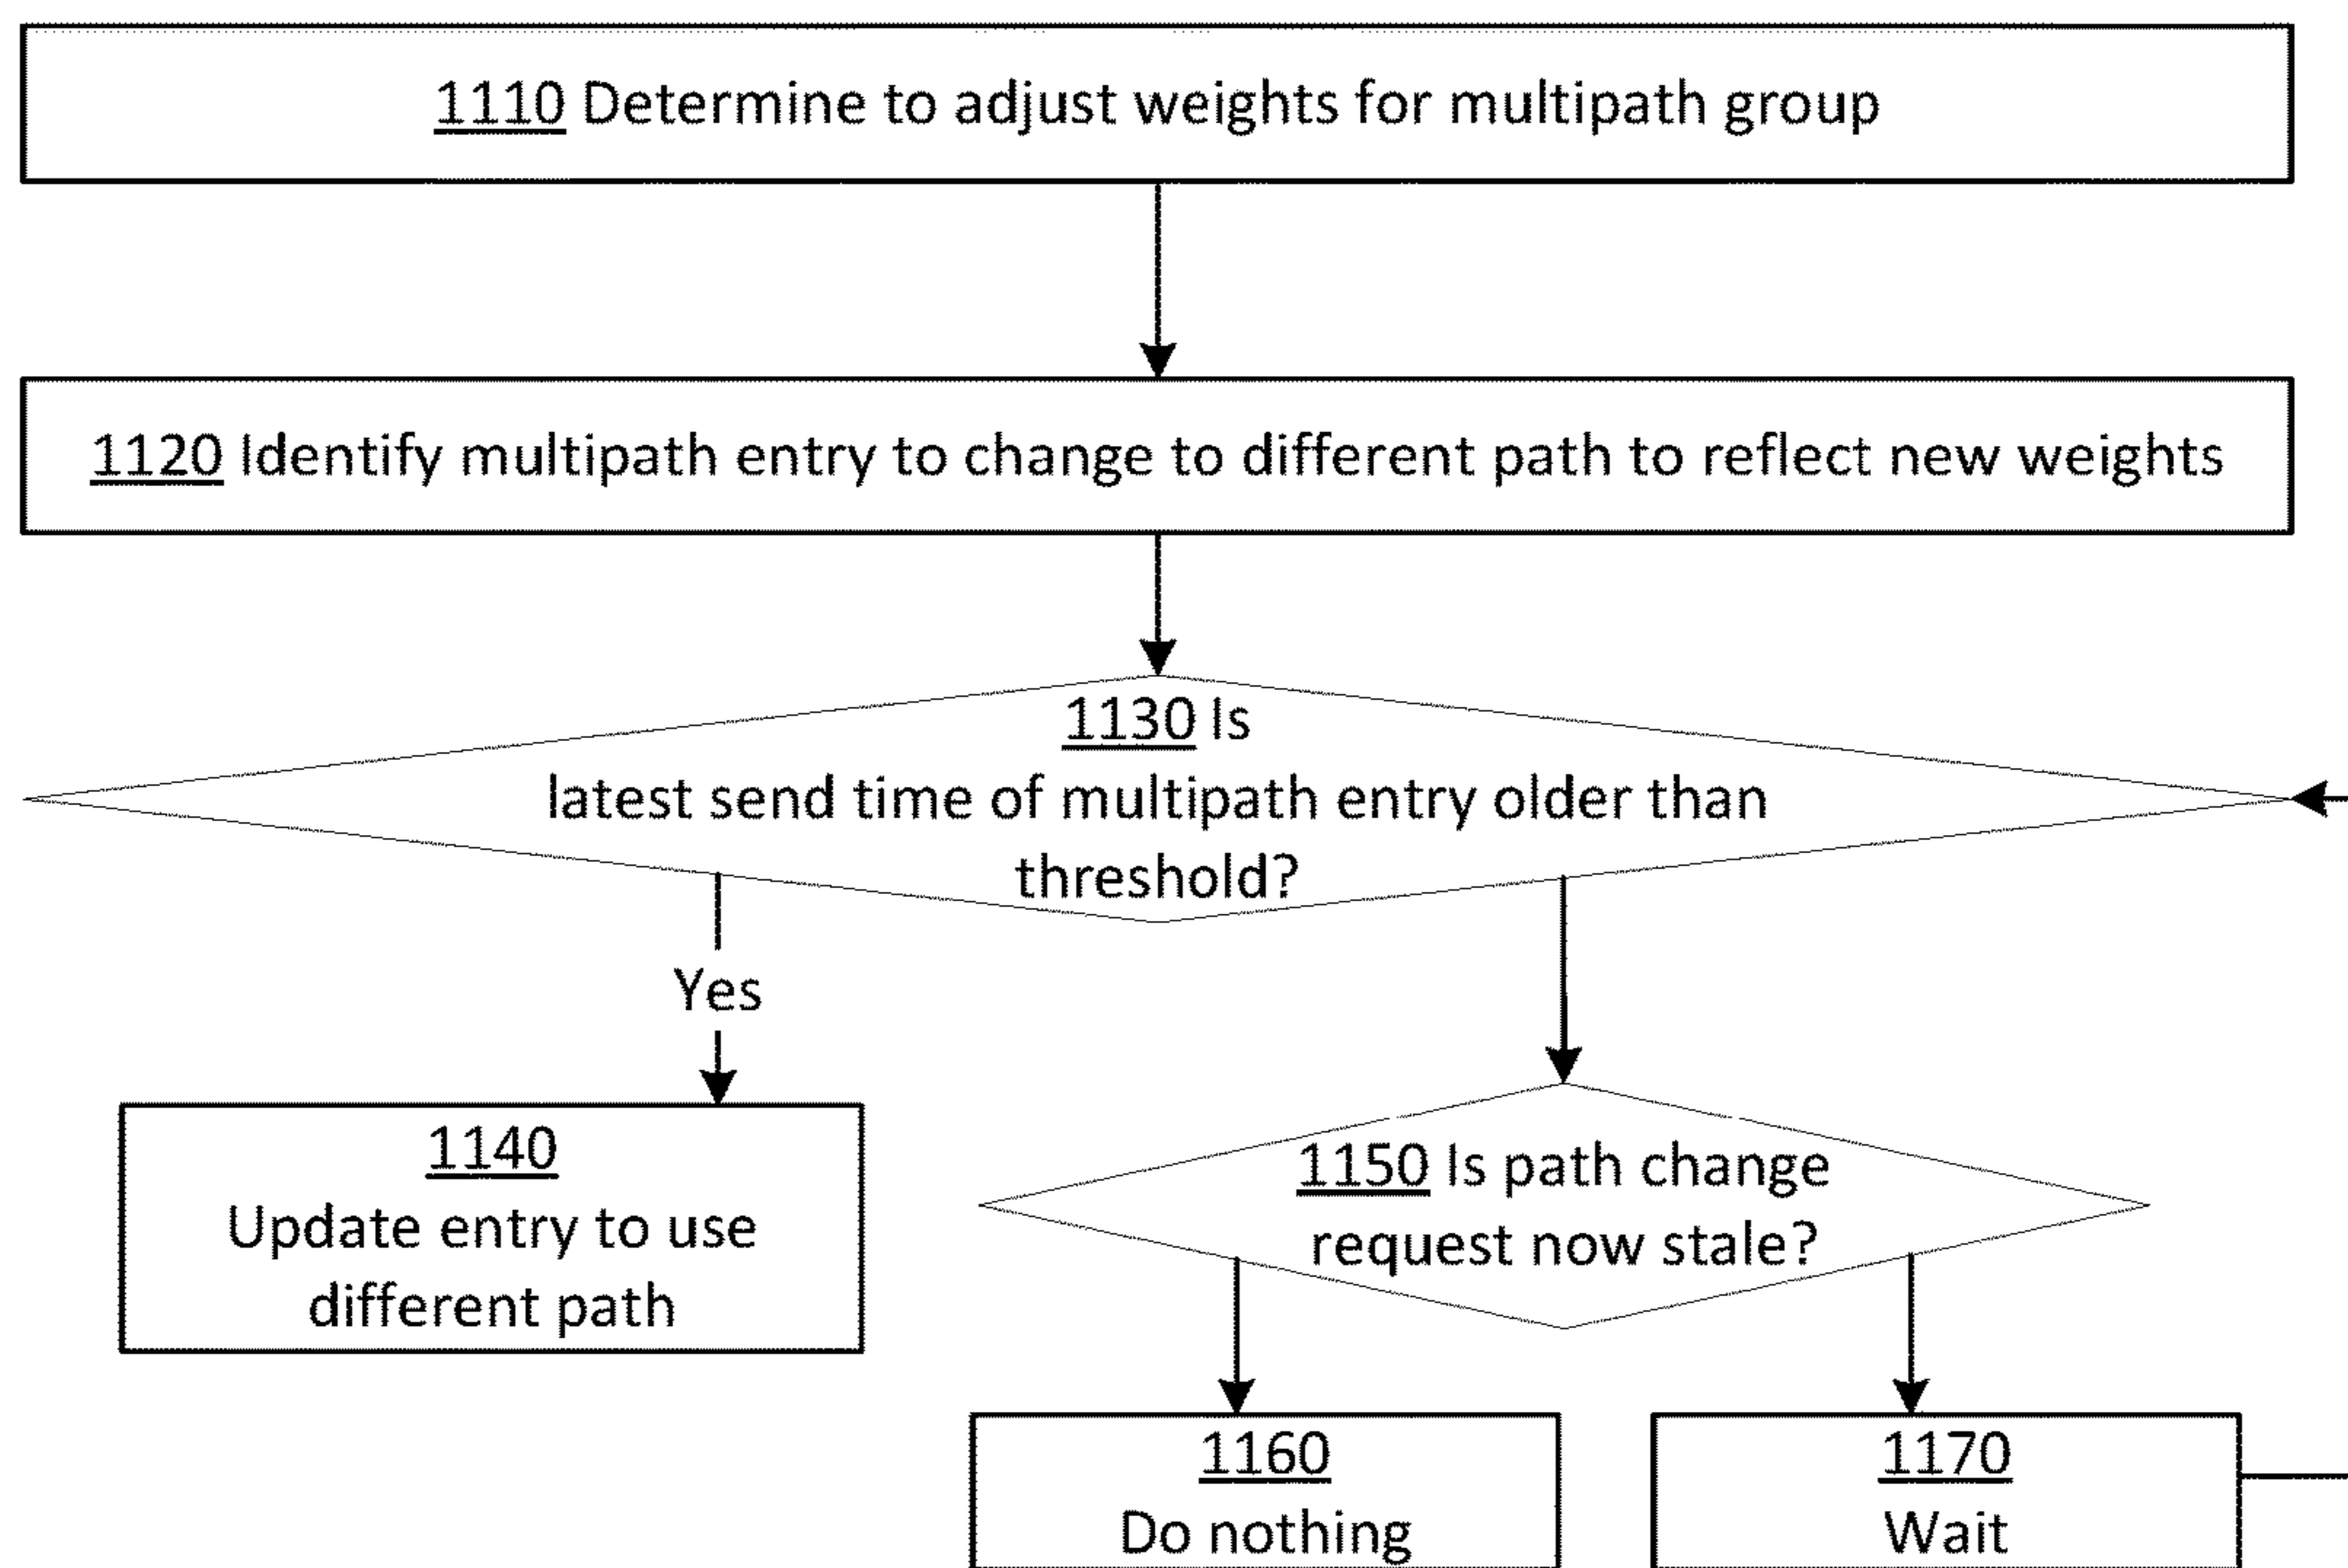 1110 Determine to adjust weights for multipath group
1120 Identify multipath entry to change to different path to reflect new weights
1130 Is
latest send time of multipath entry older than
threshold?
Yes
1140
Update entry to use
different path
1150 Is path change
request now stale?
1160
Do nothing
1170
Wait